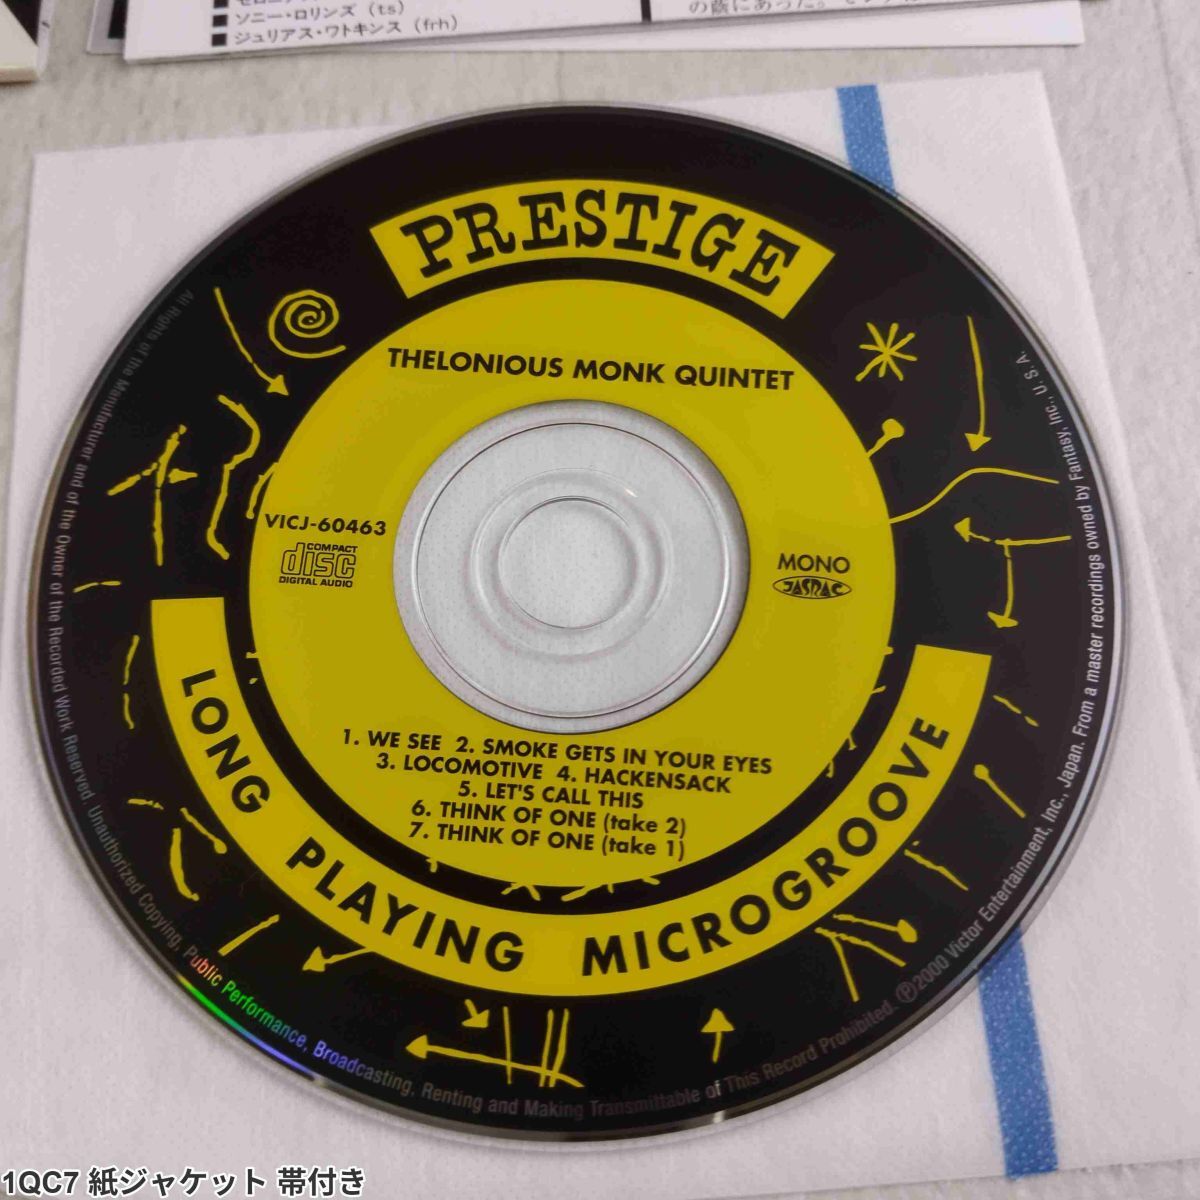 ソニー・ロリンズ (ts)
ジュリアス・ワトキンス (frh)
PRESTIGE
THELONIOUS MONK QUINTET
VICJ-60463
COMPACT
disc
DIGITAL AUDIO
MONO
JASRAC
1. WE SEE 2. SMOKE GETS IN YOUR EYES
3. LOCOMOTIVE 4. HACKENSACK
5. LET'S CALL THIS
6. THINK OF ONE (take 2)
7. THINK OF ONE (take 1)
LONG PLAYING MICROGROOVE
All Rights of the Manufacturer and of the Owner of the Recorded Work Reserved. Unauthorized Copying, Public Performance, Broadcasting, Renting and Making Transmittable of This Record Prohibited. ℗2000 Victor Entertainment, Inc., Japan. From a master recordings owned by Fantasy, Inc., U.S.A.
1QC7 紙ジャケット 帯付き